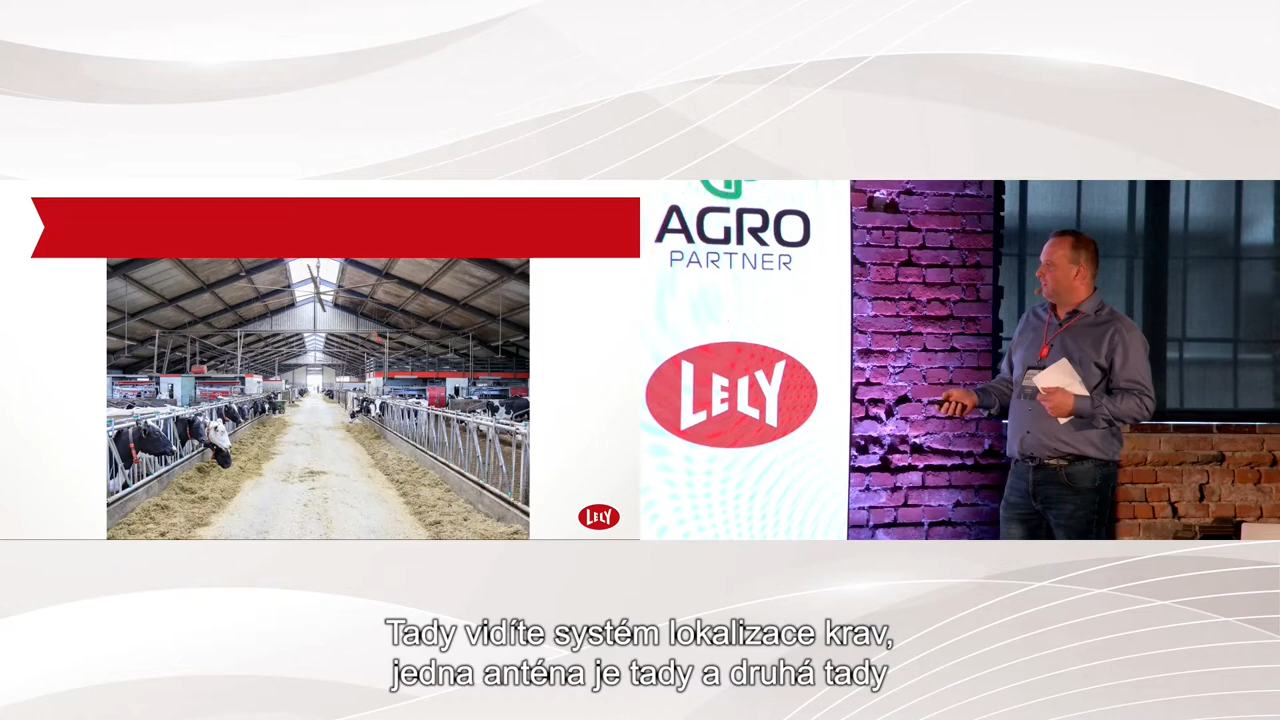 AGRO
PARTNER
LELY
LELY
Tady vidíte systém lokalizace krav,
jedna anténa je tady a druhá tady